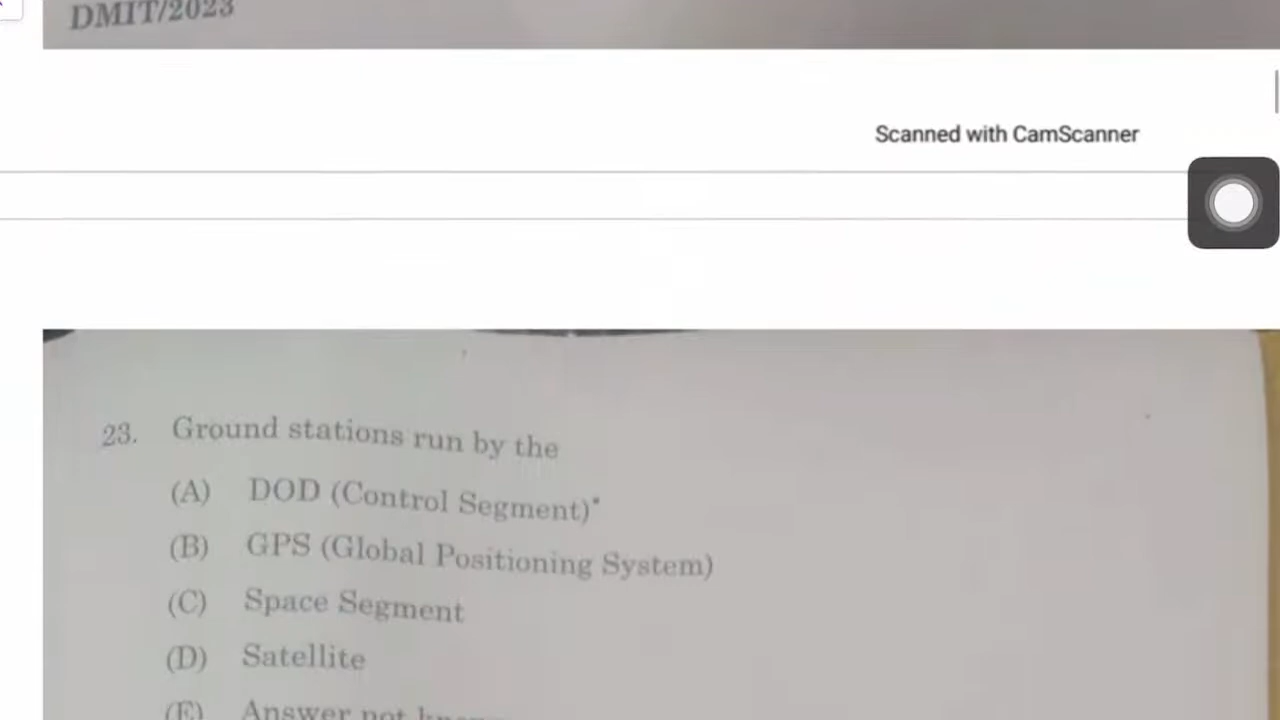 DMIT/2023
Scanned with CamScanner
23. Ground stations run by the
(A) DOD (Control Segment)*
(B) GPS (Global Positioning System)
(C) Space Segment
(D) Satellite
(E) Answer not